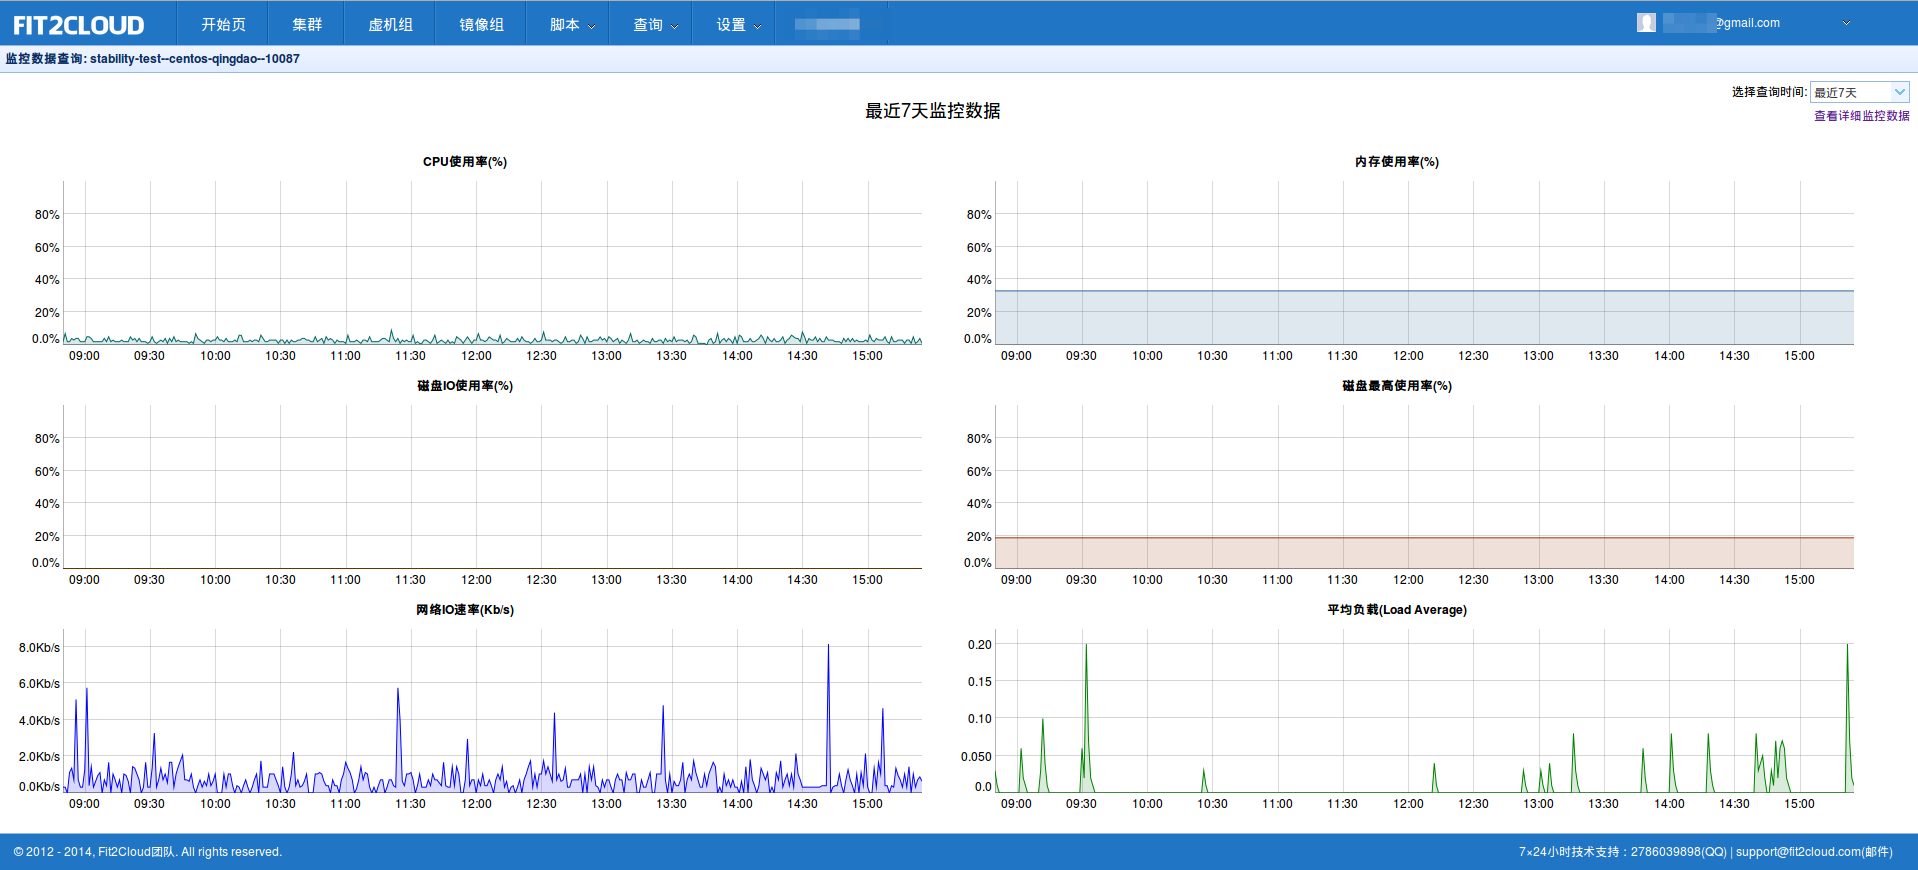 FIT2CLOUD 开始页 集群 虚机组 镜像组 脚本 查询 设置 @gmail.com
监控数据查询: stability-test--centos-qingdao--10087
选择查询时间: 最近7天
最近7天监控数据
查看详细监控数据
CPU使用率(%)
80%
60%
40%
20%
0.0%
09:00 09:30 10:00 10:30 11:00 11:30 12:00 12:30 13:00 13:30 14:00 14:30 15:00
内存使用率(%)
80%
60%
40%
20%
0.0%
09:00 09:30 10:00 10:30 11:00 11:30 12:00 12:30 13:00 13:30 14:00 14:30 15:00
磁盘IO使用率(%)
80%
60%
40%
20%
0.0%
09:00 09:30 10:00 10:30 11:00 11:30 12:00 12:30 13:00 13:30 14:00 14:30 15:00
磁盘最高使用率(%)
80%
60%
40%
20%
0.0%
09:00 09:30 10:00 10:30 11:00 11:30 12:00 12:30 13:00 13:30 14:00 14:30 15:00
网络IO速率(Kb/s)
8.0Kb/s
6.0Kb/s
4.0Kb/s
2.0Kb/s
0.0Kb/s
09:00 09:30 10:00 10:30 11:00 11:30 12:00 12:30 13:00 13:30 14:00 14:30 15:00
平均负载(Load Average)
0.20
0.15
0.10
0.050
0.0
09:00 09:30 10:00 10:30 11:00 11:30 12:00 12:30 13:00 13:30 14:00 14:30 15:00
© 2012 - 2014, Fit2Cloud团队. All rights reserved.
7×24小时技术支持：2786039898(QQ) | support@fit2cloud.com(邮件)